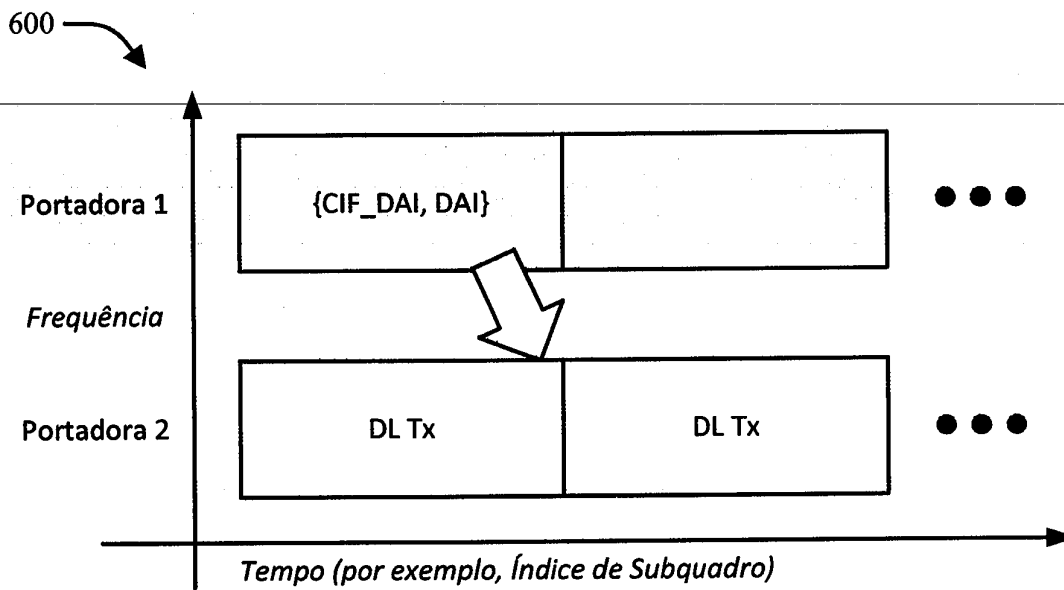 600
Portadora 1
{CIF_DAI, DAI}
Frequência
Portadora 2
DL Tx
DL Tx
Tempo (por exemplo, Índice de Subquadro)